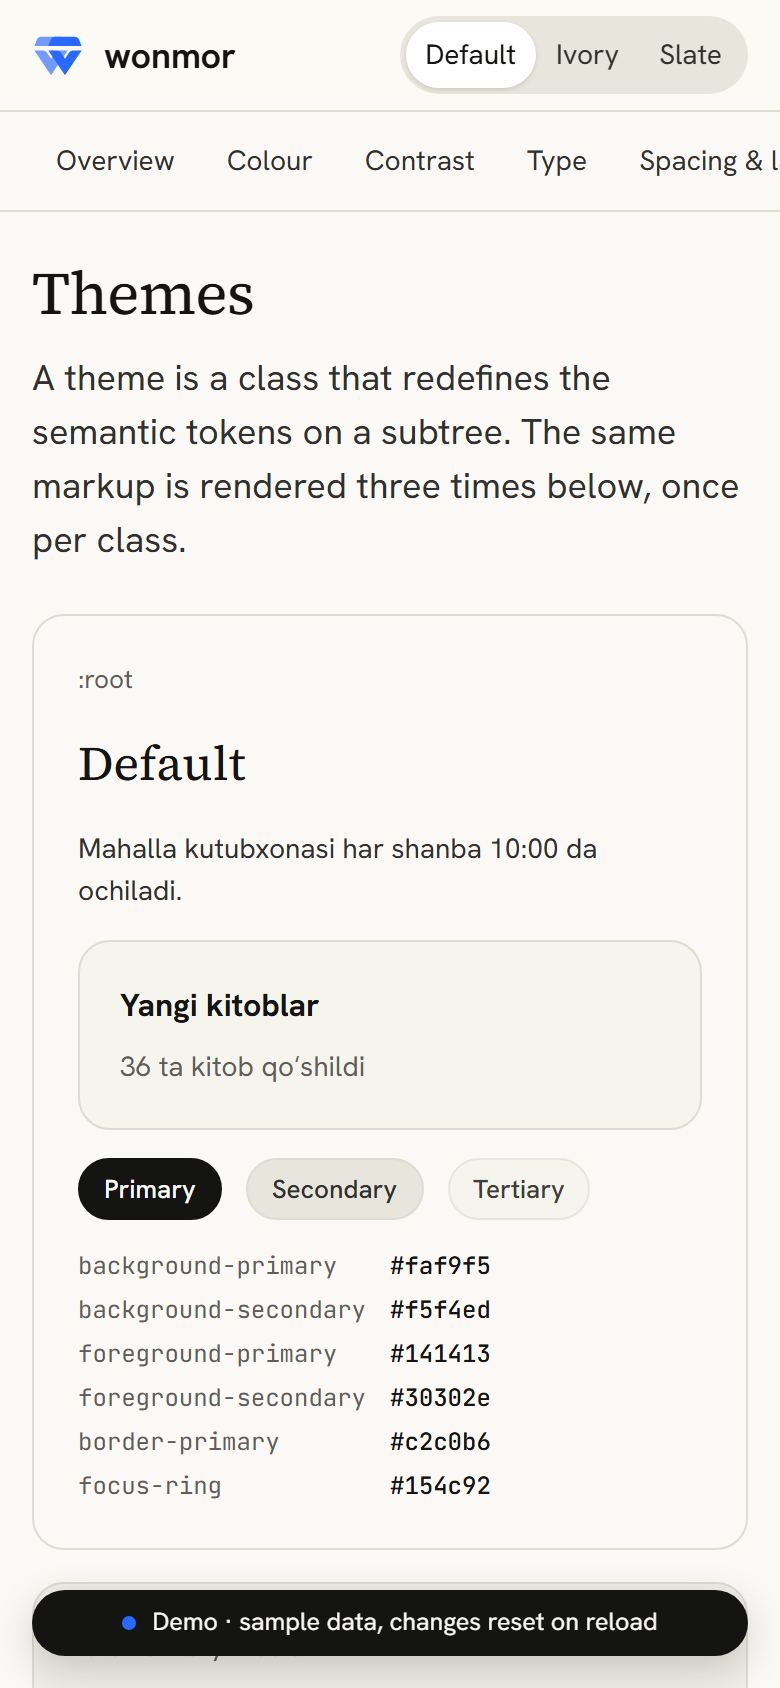 wonmor
Default Ivory Slate
Overview Colour Contrast Type Spacing &
Themes
A theme is a class that redefines the
semantic tokens on a subtree. The same
markup is rendered three times below, once
per class.
:root
Default
Mahalla kutubxonasi har shanba 10:00 da
ochiladi.
Yangi kitoblar
36 ta kitob qoʻshildi
Primary Secondary Tertiary
background-primary #faf9f5
background-secondary #f5f4ed
foreground-primary #141413
foreground-secondary #30302e
border-primary #c2c0b6
focus-ring #154c92
Demo · sample data, changes reset on reload